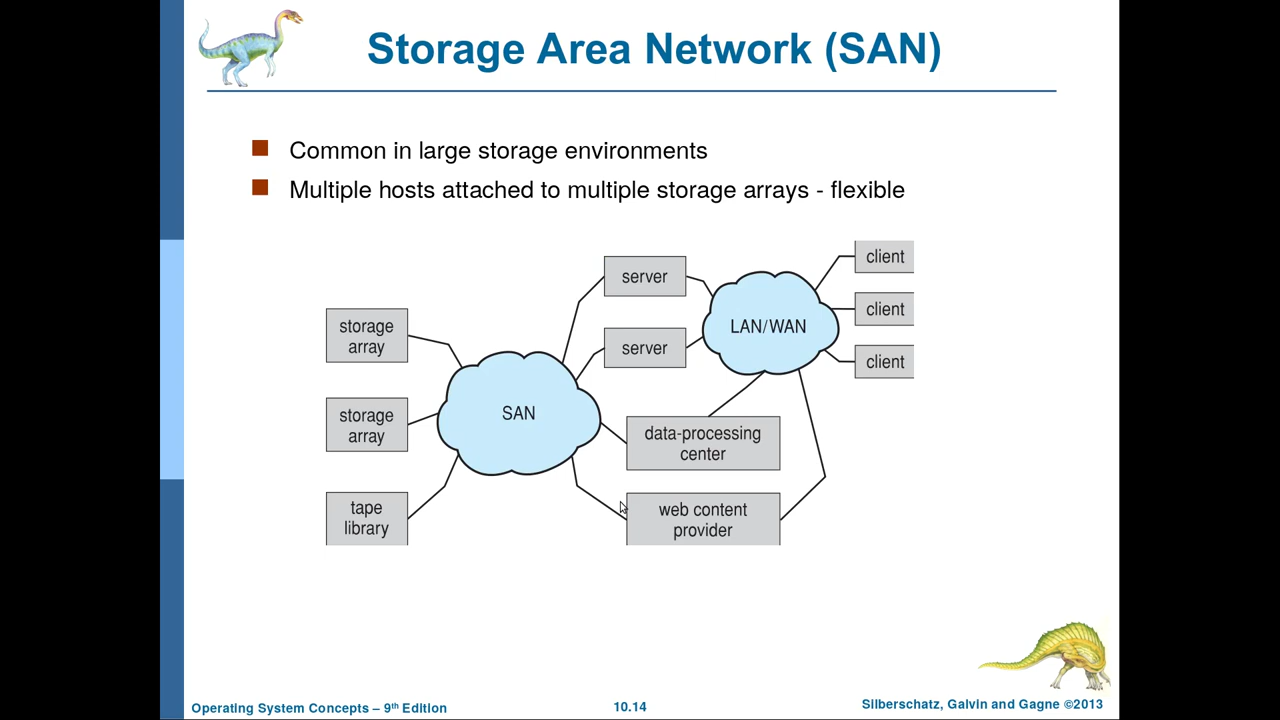 Storage Area Network (SAN)
Common in large storage environments
Multiple hosts attached to multiple storage arrays - flexible
storage
array
storage
array
tape
library
SAN
server
server
data-processing
center
web content
provider
LAN/WAN
client
client
client
Operating System Concepts – 9th Edition
10.14
Silberschatz, Galvin and Gagne ©2013